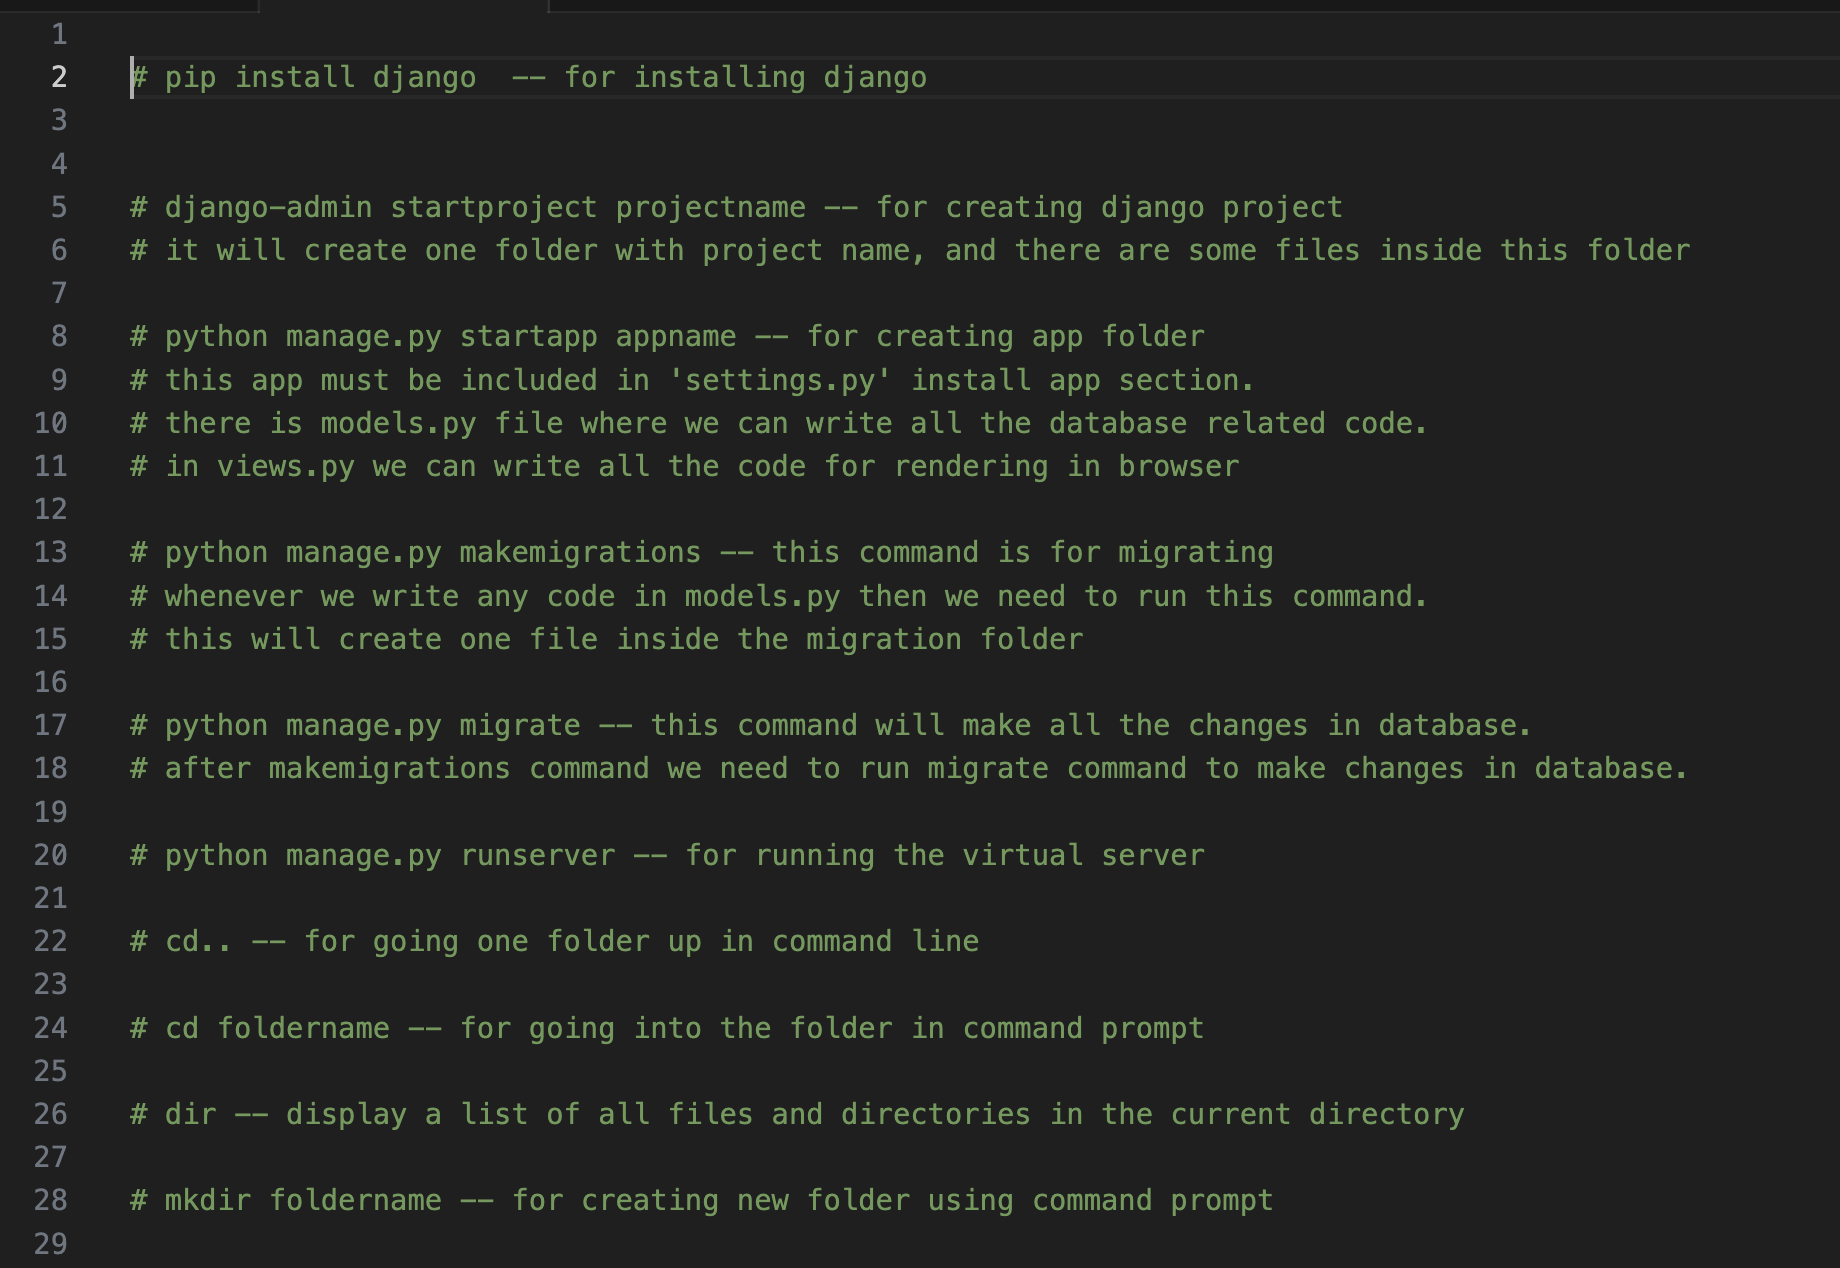 1
2 # pip install django  -- for installing django
3
4
5 # django-admin startproject projectname -- for creating django project
6 # it will create one folder with project name, and there are some files inside this folder
7
8 # python manage.py startapp appname -- for creating app folder
9 # this app must be included in 'settings.py' install app section.
10 # there is models.py file where we can write all the database related code.
11 # in views.py we can write all the code for rendering in browser
12
13 # python manage.py makemigrations -- this command is for migrating
14 # whenever we write any code in models.py then we need to run this command.
15 # this will create one file inside the migration folder
16
17 # python manage.py migrate -- this command will make all the changes in database.
18 # after makemigrations command we need to run migrate command to make changes in database.
19
20 # python manage.py runserver -- for running the virtual server
21
22 # cd.. -- for going one folder up in command line
23
24 # cd foldername -- for going into the folder in command prompt
25
26 # dir -- display a list of all files and directories in the current directory
27
28 # mkdir foldername -- for creating new folder using command prompt
29